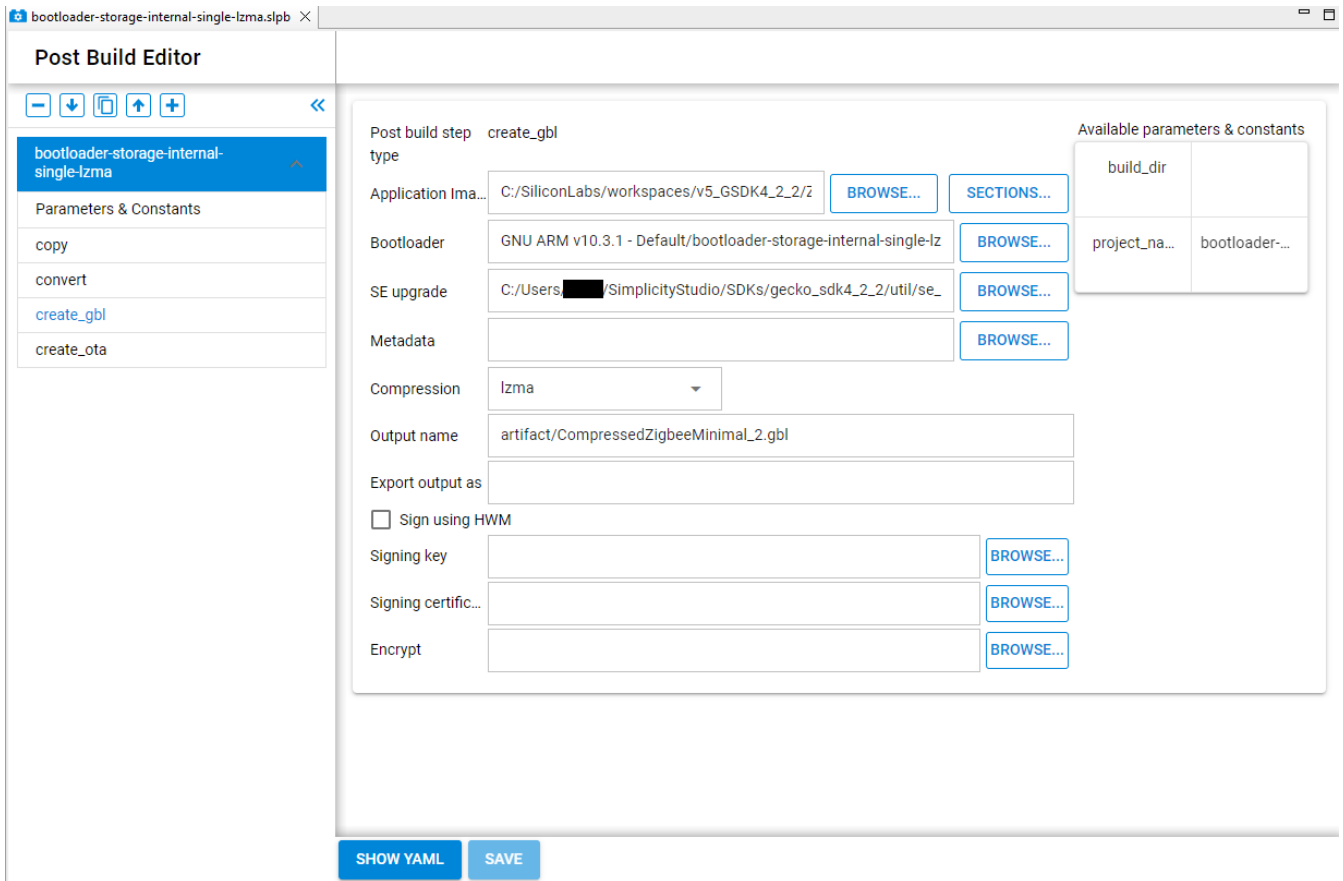 bootloader-storage-internal-single-lzma.slpb
Post Build Editor
bootloader-storage-internal-
single-lzma
Parameters & Constants
copy
convert
create_gbl
create_ota
Post build step
type
create_gbl
Application Ima...
C:/SiliconLabs/workspaces/v5_GSDK4_2_2/Z
BROWSE...
SECTIONS...
Bootloader
GNU ARM v10.3.1 - Default/bootloader-storage-internal-single-lz
BROWSE...
SE upgrade
C:/Users/ /SimplicityStudio/SDKs/gecko_sdk4_2_2/util/se_
BROWSE...
Metadata
BROWSE...
Compression
lzma
Output name
artifact/CompressedZigbeeMinimal_2.gbl
Export output as
Sign using HWM
Signing key
BROWSE...
Signing certific...
BROWSE...
Encrypt
BROWSE...
Available parameters & constants
build_dir
project_na...
bootloader-...
SHOW YAML
SAVE